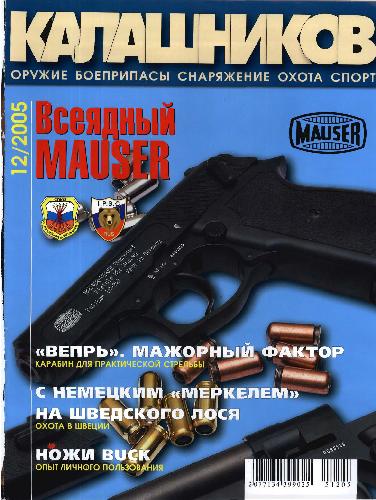 КАЛАШНИКОВ
ОРУЖИЕ БОЕПРИПАСЫ СНАРЯЖЕНИЕ ОХОТА СПОРТ
12/2005
Всеядный
MAUSER
MAUSER
I.P.S.C.
RUS
«ВЕПРЬ». МАЖОРНЫЙ ФАКТОР
КАРАБИН ДЛЯ ПРАКТИЧЕСКОЙ СТРЕЛЬБЫ
С НЕМЕЦКИМ «МЕРКЕЛЕМ»
НА ШВЕДСКОГО ЛОСЯ
ОХОТА В ШВЕЦИИ
НОЖИ BUCK
ОПЫТ ЛИЧНОГО ПОЛЬЗОВАНИЯ